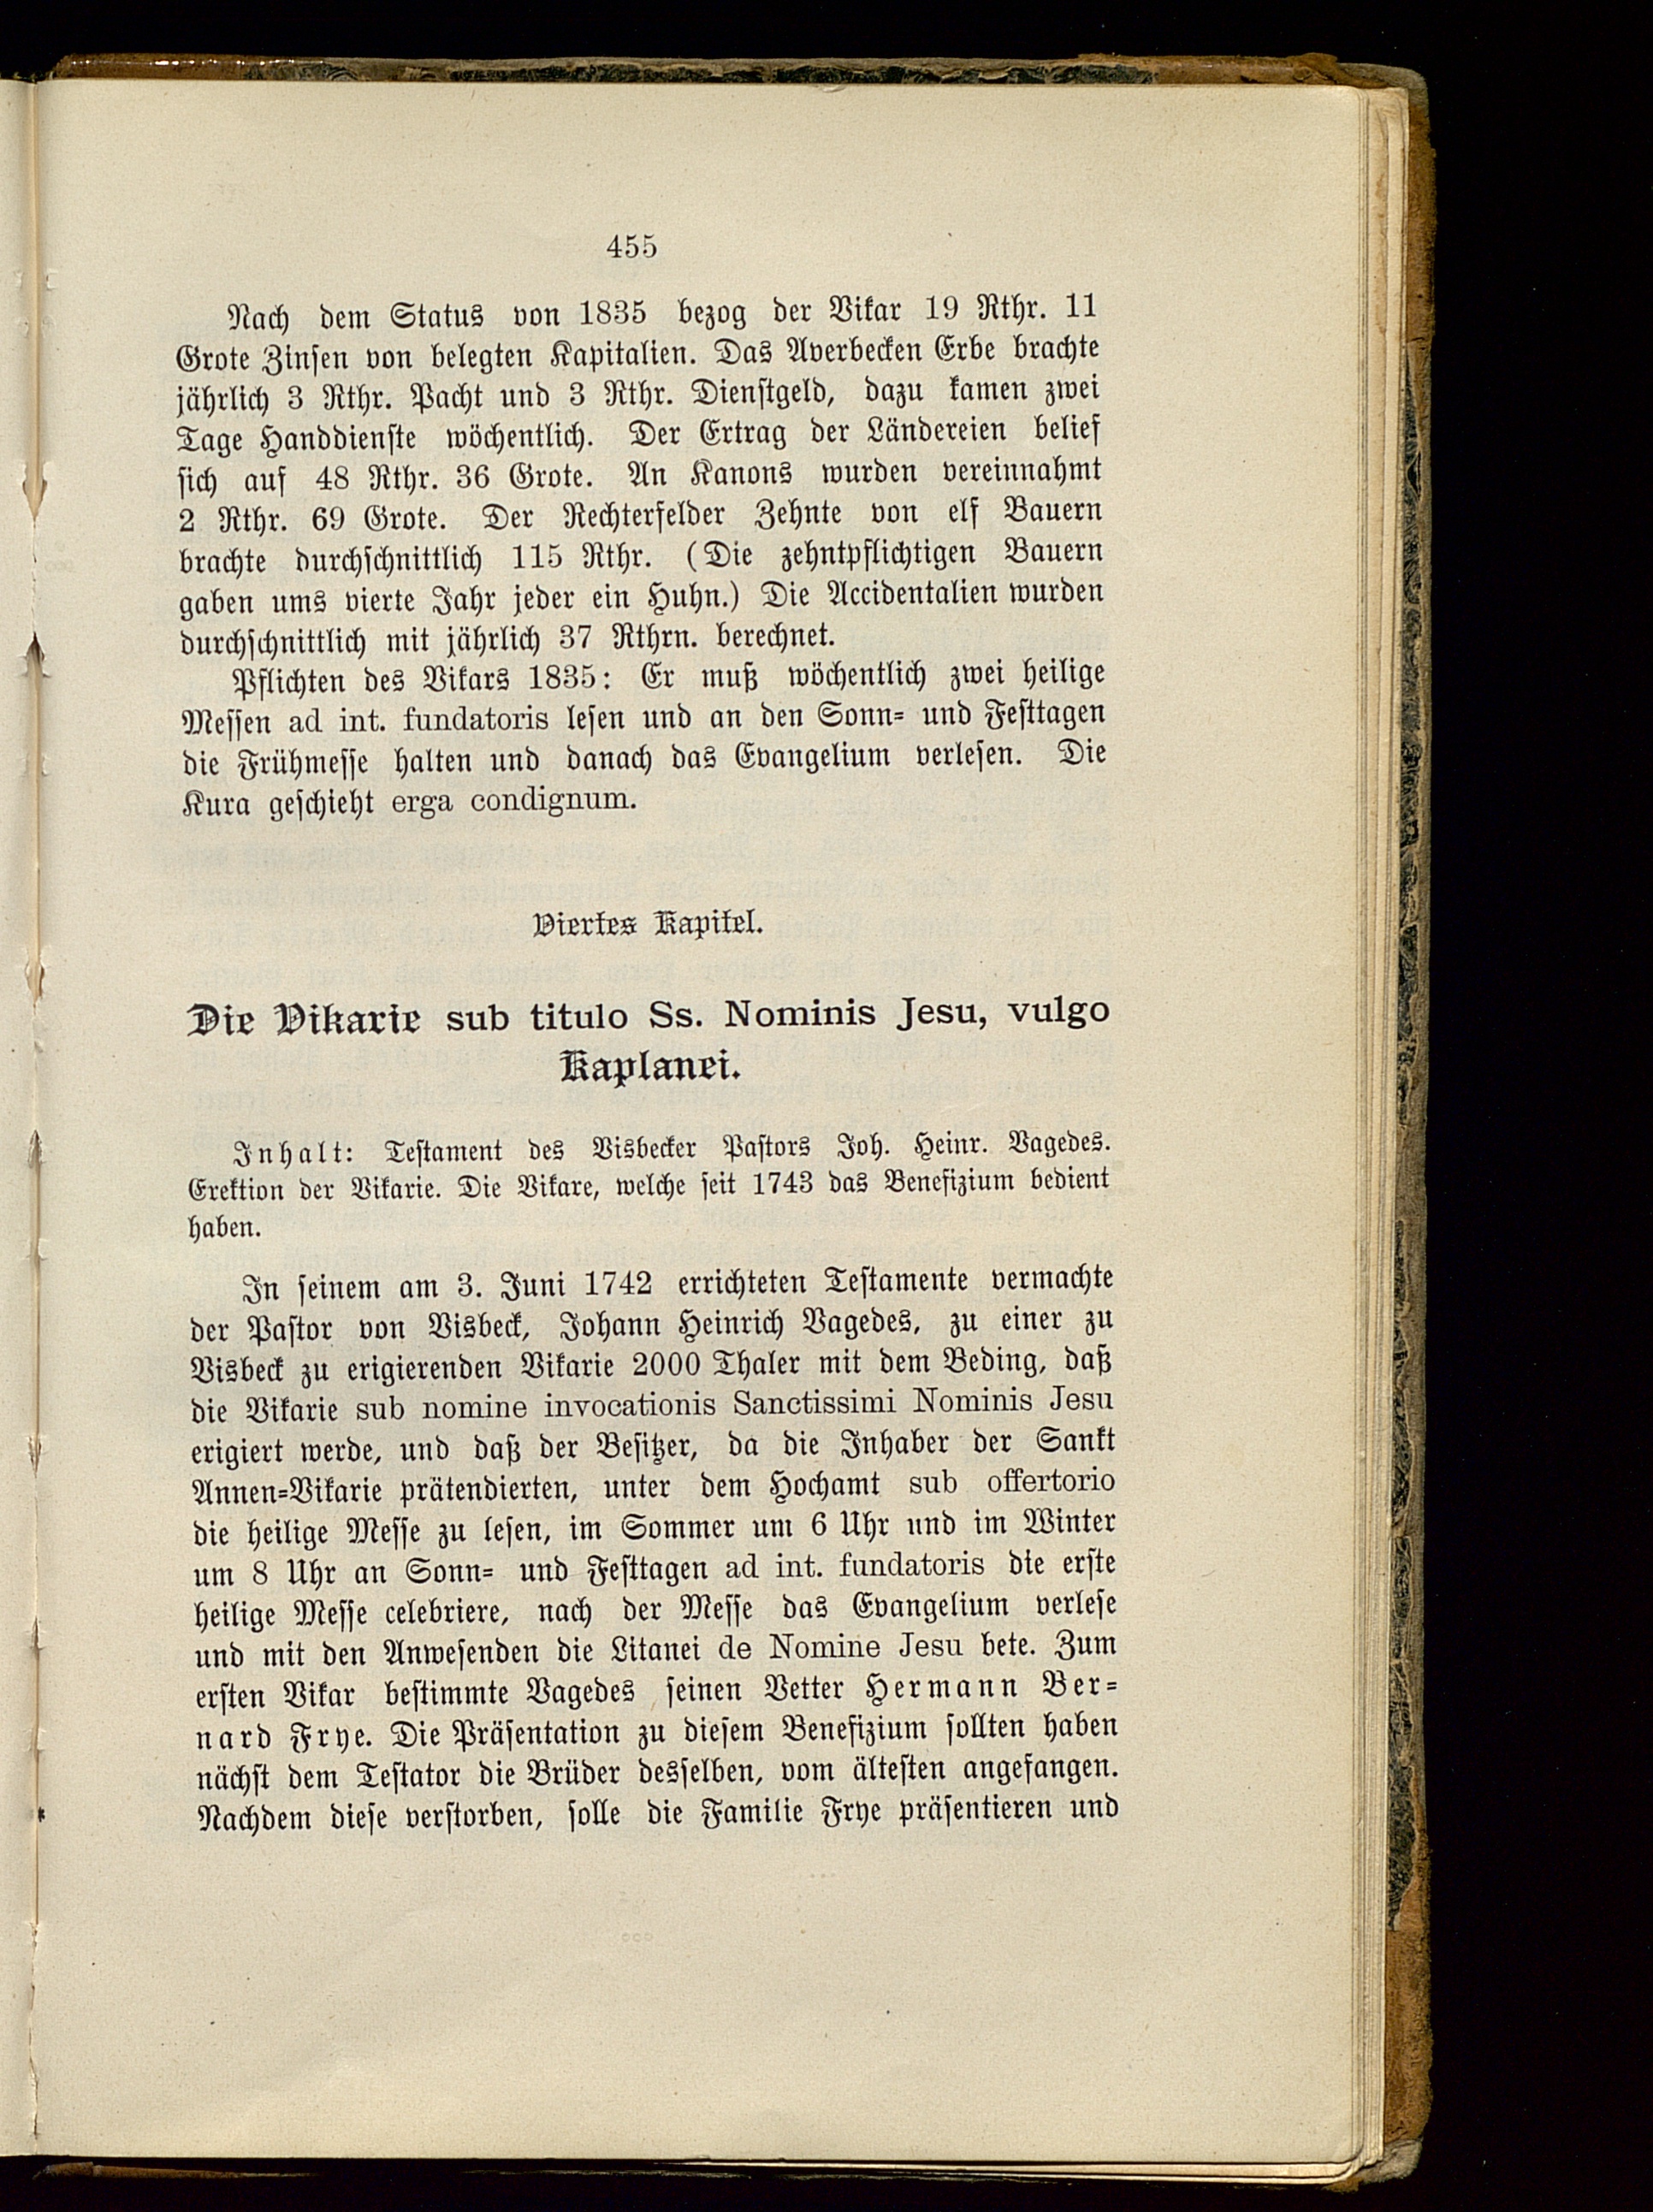 455
Nach dem Status von 1835 bezog der Vikar 19 Rthr. 11
Grote Zinsen von belegten Kapitalien. Das Averbecken Erbe brachte
jährlich 3 Rthr. Pacht und 3 Rthr. Dienstgeld, dazu kamen zwei
Tage Handdienste wöchentlich. Der Ertrag der Ländereien belief
sich auf 48 Rthr. 36 Grote. An Kanons wurden vereinnahmt
2 Rthr. 69 Grote. Der Rechterfelder Zehnte von elf Bauern
brachte durchschnittlich 115 Rthr. (Die zehntpflichtigen Bauern
gaben ums vierte Jahr jeder ein Huhn.) Die Accidentalien wurden
durchschnittlich mit jährlich 37 Rthrn. berechnet.
Pflichten des Vikars 1835: Er muß wöchentlich zwei heilige
Messen ad int. fundatoris lesen und an den Sonn- und Festtagen
die Frühmesse halten und danach das Evangelium verlesen. Die
Kura geschieht erga condignum.
Viertes Kapitel.
Die Vikarie sub titulo Ss. Nominis Jesu, vulgo
Kaplanei.
Inhalt: Testament des Visbecker Pastors Joh. Heinr. Vagedes.
Erektion der Vikarie. Die Vikare, welche seit 1743 das Benefizium bedient
haben.
In seinem am 3. Juni 1742 errichteten Testamente vermachte
der Pastor von Visbeck, Johann Heinrich Vagedes, zu einer zu
Visbeck zu erigierenden Vikarie 2000 Thaler mit dem Beding, daß
die Vikarie sub nomine invocationis Sanctissimi Nominis Jesu
erigiert werde, und daß der Besitzer, da die Inhaber der Sankt
Annen-Vikarie prätendierten, unter dem Hochamt sub offertorio
die heilige Messe zu lesen, im Sommer um 6 Uhr und im Winter
um 8 Uhr an Sonn- und Festtagen ad int. fundatoris die erste
heilige Messe celebriere, nach der Messe das Evangelium verlese
und mit den Anwesenden die Litanei de Nomine Jesu bete. Zum
ersten Vikar bestimmte Vagedes seinen Vetter Hermann Ber-
nard Frye. Die Präsentation zu diesem Benefizium sollten haben
nächst dem Testator die Brüder desselben, vom ältesten angefangen.
Nachdem diese verstorben, solle die Familie Frye präsentieren und